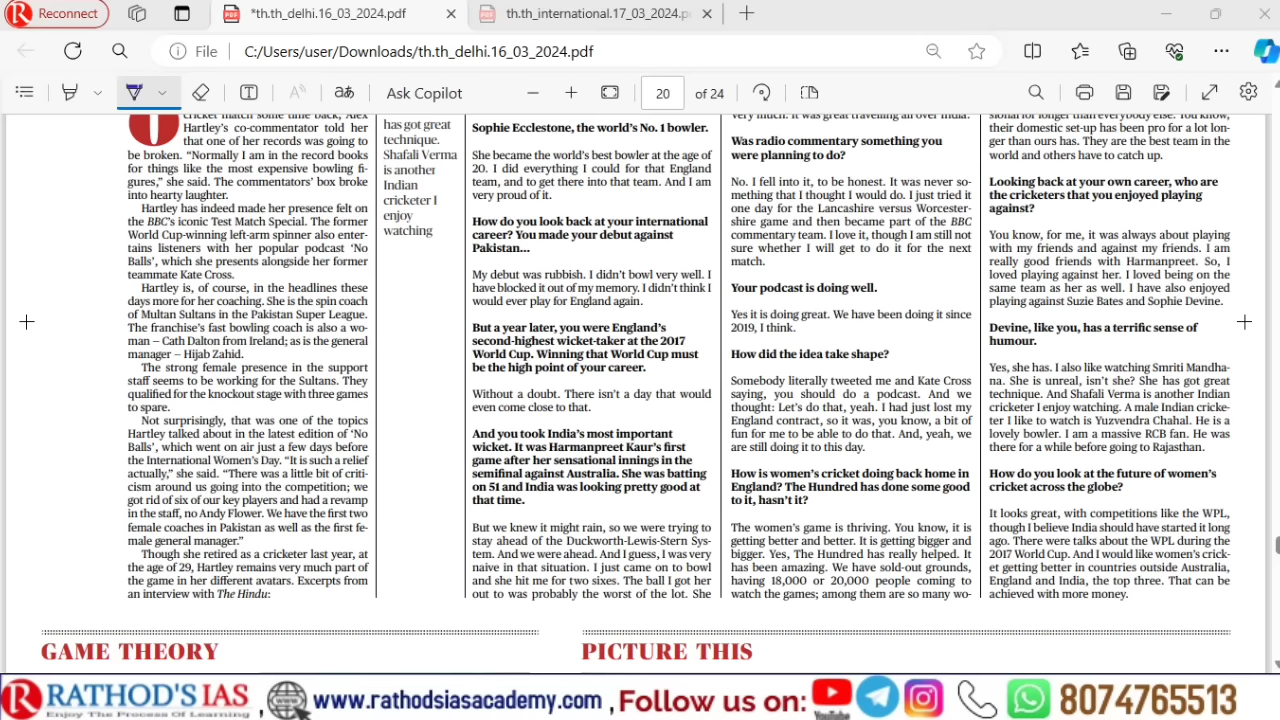 Reconnect
*th.th_delhi.16_03_2024.pdf
th.th_international.17_03_2024.p
File
C:/Users/user/Downloads/th.th_delhi.16_03_2024.pdf
Ask Copilot
20
of 24
cricket match some time back, Alex
Hartley's co-commentator told her
that one of her records was going to
be broken. “Normally I am in the record books
for things like the most expensive bowling fi-
gures,” she said. The commentators' box broke
into hearty laughter.
Hartley has indeed made her presence felt on
the BBC's iconic Test Match Special. The former
World Cup-winning left-arm spinner also enter-
tains listeners with her popular podcast ‘No
Balls’, which she presents alongside her former
teammate Kate Cross.
Hartley is, of course, in the headlines these
days more for her coaching. She is the spin coach
of Multan Sultans in the Pakistan Super League.
The franchise's fast bowling coach is also a wo-
man – Cath Dalton from Ireland; as is the general
manager – Hijab Zahid.
The strong female presence in the support
staff seems to be working for the Sultans. They
qualified for the knockout stage with three games
to spare.
Not surprisingly, that was one of the topics
Hartley talked about in the latest edition of ‘No
Balls’, which went on air just a few days before
the International Women's Day. “It is such a relief
actually,” she said. “There was a little bit of criti-
cism around us going into the competition; we
got rid of six of our key players and had a revamp
in the staff, no Andy Flower. We have the first two
female coaches in Pakistan as well as the first fe-
male general manager.”
Though she retired as a cricketer last year, at
the age of 29, Hartley remains very much part of
the game in her different avatars. Excerpts from
an interview with The Hindu:
has got great
technique.
Shafali Verma
is another
Indian
cricketer I
enjoy
watching
Sophie Ecclestone, the world's No. 1 bowler.
She became the world's best bowler at the age of
20. I did everything I could for that England
team, and to get there into that team. And I am
very proud of it.
How do you look back at your international
career? You made your debut against
Pakistan...
My debut was rubbish. I didn't bowl very well. I
have blocked it out of my memory. I didn't think I
would ever play for England again.
But a year later, you were England's
second-highest wicket-taker at the 2017
World Cup. Winning that World Cup must
be the high point of your career.
Without a doubt. There isn't a day that would
even come close to that.
And you took India's most important
wicket. It was Harmanpreet Kaur's first
game after her sensational innings in the
semifinal against Australia. She was batting
on 51 and India was looking pretty good at
that time.
But we knew it might rain, so we were trying to
stay ahead of the Duckworth-Lewis-Stern Sys-
tem. And we were ahead. And I guess, I was very
naive in that situation. I just came on to bowl
and she hit me for two sixes. The ball I got her
out to was probably the worst of the lot. She
very much. It was great travelling all over India.
Was radio commentary something you
were planning to do?
No. I fell into it, to be honest. It was never so-
mething that I thought I would do. I just tried it
one day for the Lancashire versus Worcester-
shire game and then became part of the BBC
commentary team. I love it, though I am still not
sure whether I will get to do it for the next
match.
Your podcast is doing well.
Yes it is doing great. We have been doing it since
2019, I think.
How did the idea take shape?
Somebody literally tweeted me and Kate Cross
saying, you should do a podcast. And we
thought: Let's do that, yeah. I had just lost my
England contract, so it was, you know, a bit of
fun for me to be able to do that. And, yeah, we
are still doing it to this day.
How is women's cricket doing back home in
England? The Hundred has done some good
to it, hasn't it?
The women's game is thriving. You know, it is
getting better and better. It is getting bigger and
bigger. Yes, The Hundred has really helped. It
has been amazing. We have sold-out grounds,
having 18,000 or 20,000 people coming to
watch the games; among them are so many wo-
sional for longer than everybody else. You know,
their domestic set-up has been pro for a lot lon-
ger than ours has. They are the best team in the
world and others have to catch up.
Looking back at your own career, who are
the cricketers that you enjoyed playing
against?
You know, for me, it was always about playing
with my friends and against my friends. I am
really good friends with Harmanpreet. So, I
loved playing against her. I loved being on the
same team as her as well. I have also enjoyed
playing against Suzie Bates and Sophie Devine.
Devine, like you, has a terrific sense of
humour.
Yes, she has. I also like watching Smriti Mandha-
na. She is unreal, isn't she? She has got great
technique. And Shafali Verma is another Indian
cricketer I enjoy watching. A male Indian cricke-
ter I like to watch is Yuzvendra Chahal. He is a
lovely bowler. I am a massive RCB fan. He was
there for a while before going to Rajasthan.
How do you look at the future of women's
cricket across the globe?
It looks great, with competitions like the WPL,
though I believe India should have started it long
ago. There were talks about the WPL during the
2017 World Cup. And I would like women's crick-
et getting better in countries outside Australia,
England and India, the top three. That can be
achieved with more money.
GAME THEORY
PICTURE THIS
RATHOD'S IAS
Enjoy The Process Of Learning
, www.rathodsiasacademy.com , Follow us on:
YouTube
8074765513